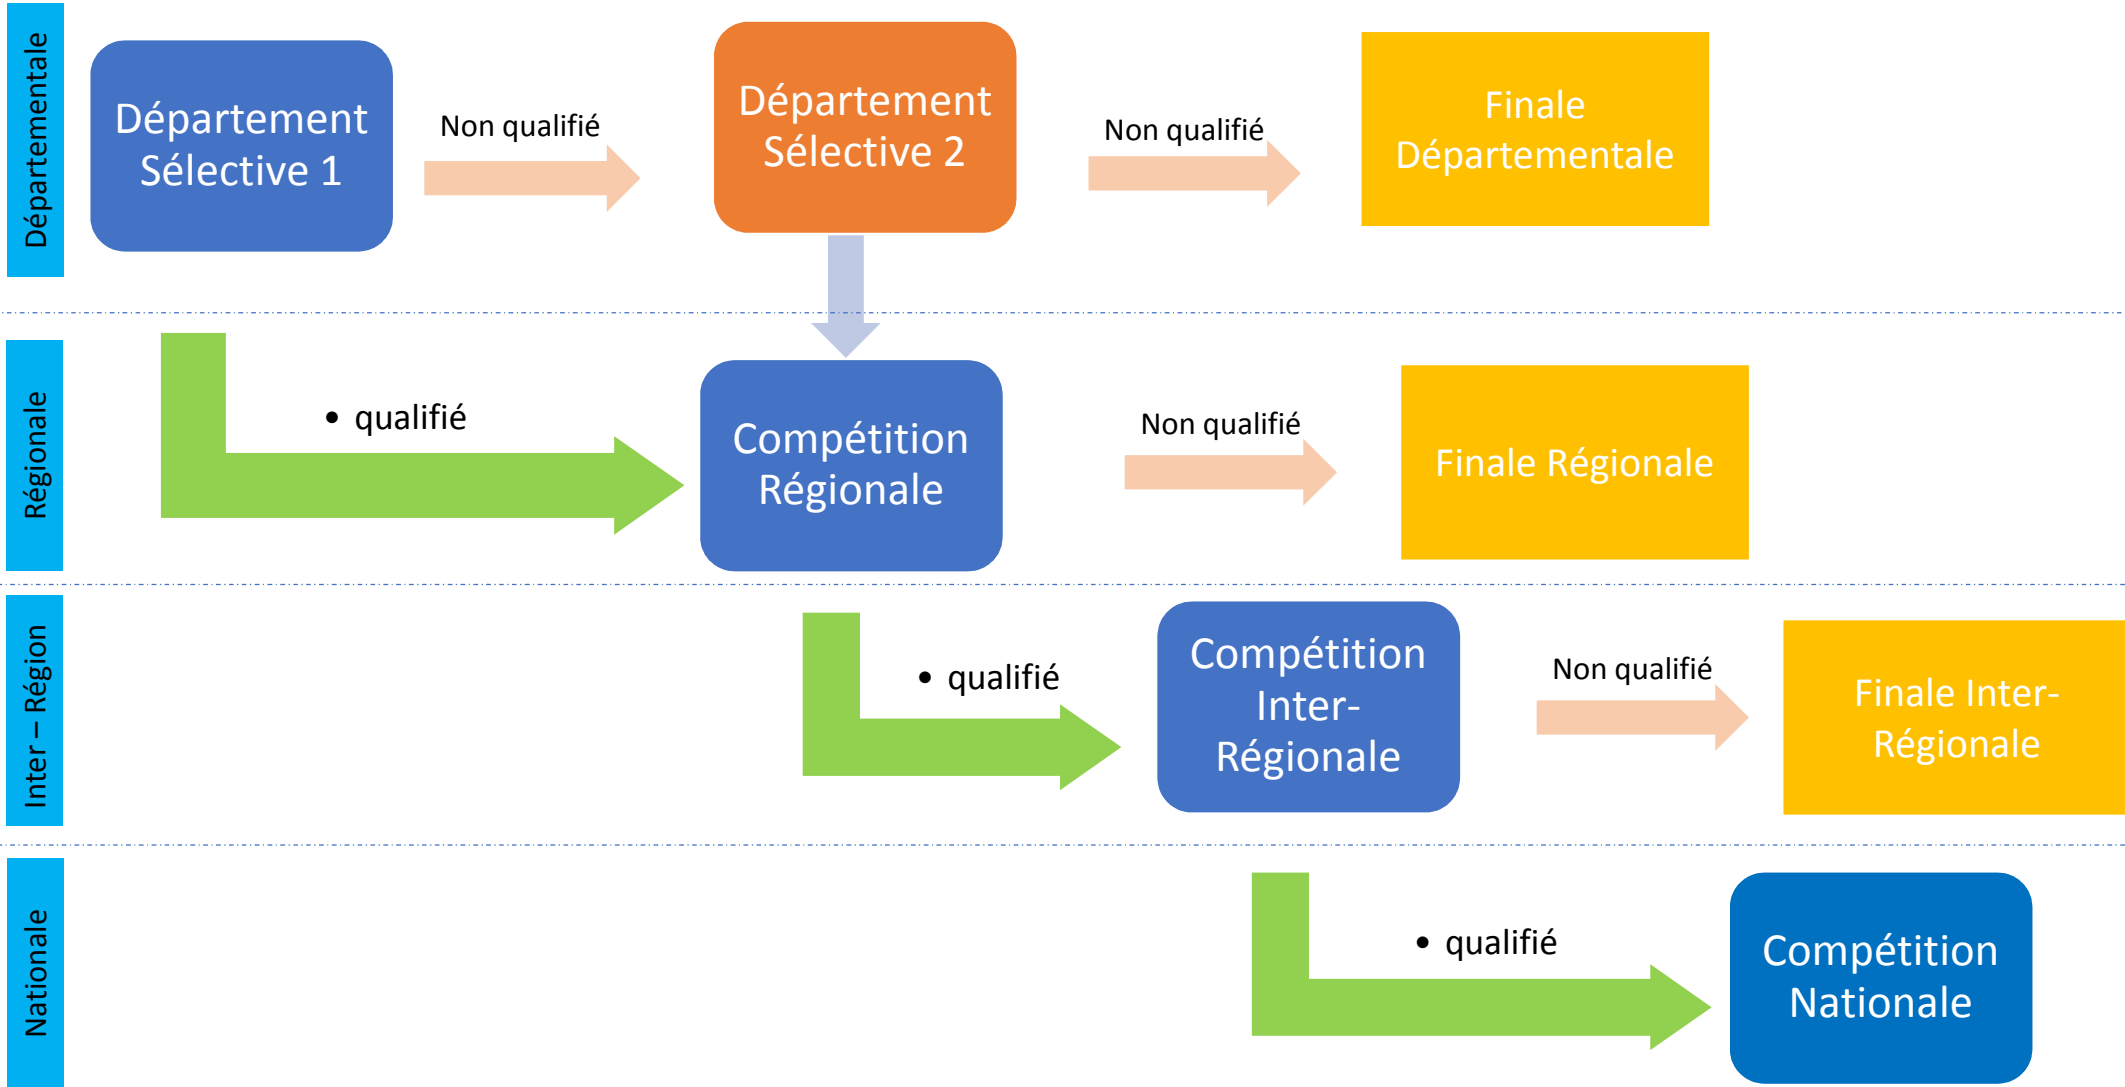 Départementale
Département
Sélective 1
Non qualifié
Département
Sélective 2
Non qualifié
Finale
Départementale
Régionale
• qualifié
Compétition
Régionale
Non qualifié
Finale Régionale
Inter – Région
• qualifié
Compétition
Inter-
Régionale
Non qualifié
Finale Inter-
Régionale
Nationale
• qualifié
Compétition
Nationale